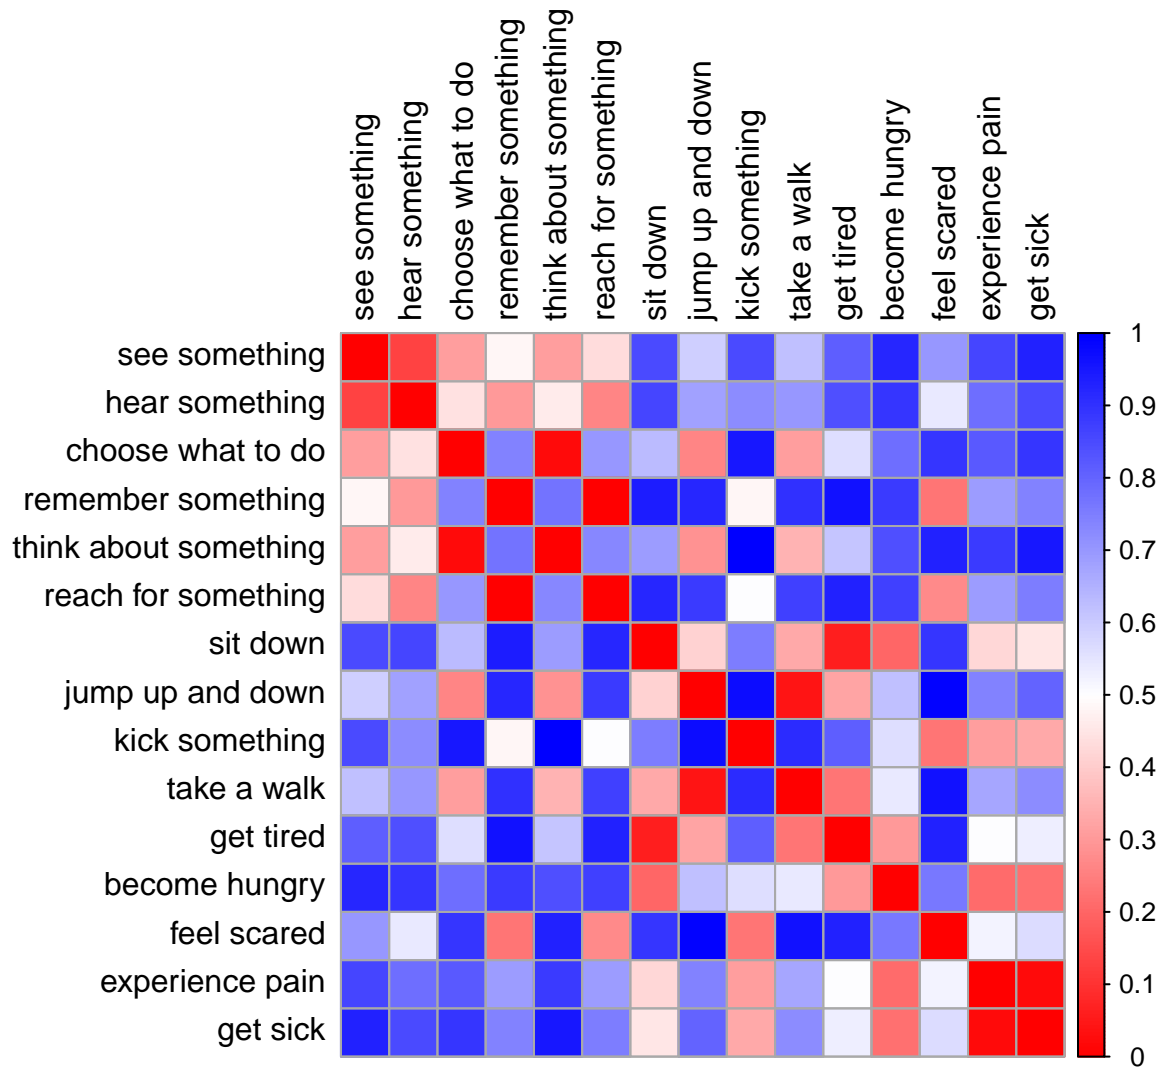 see something
hear something
choose what to do
remember something
think about something
reach for something
sit down
jump up and down
kick something
take a walk
get tired
become hungry
feel scared
experience pain
get sick
see something
hear something
choose what to do
remember something
think about something
reach for something
sit down
jump up and down
kick something
take a walk
get tired
become hungry
feel scared
experience pain
get sick
1
0.9
0.8
0.7
0.6
0.5
0.4
0.3
0.2
0.1
0